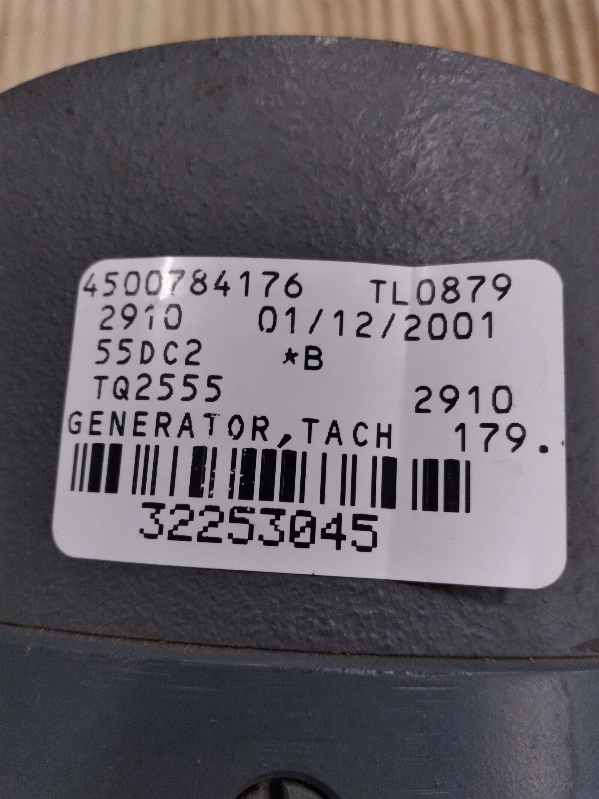 4500784176 TL0879
2910 01/12/2001
55DC2 *B
TQ2555 2910
GENERATOR,TACH 179.
32253045